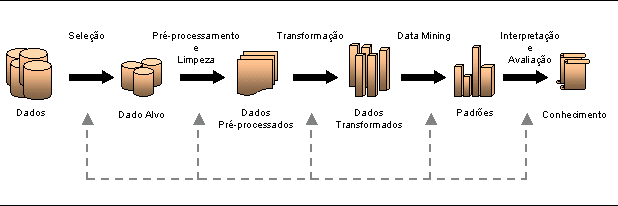 Seleção
Pré-processamento
e
Limpeza
Transformação
Data Mining
Interpretação
e
Avaliação
Dados
Dado Alvo
Dados
Pré-processados
Dados
Transformados
Padrões
Conhecimento